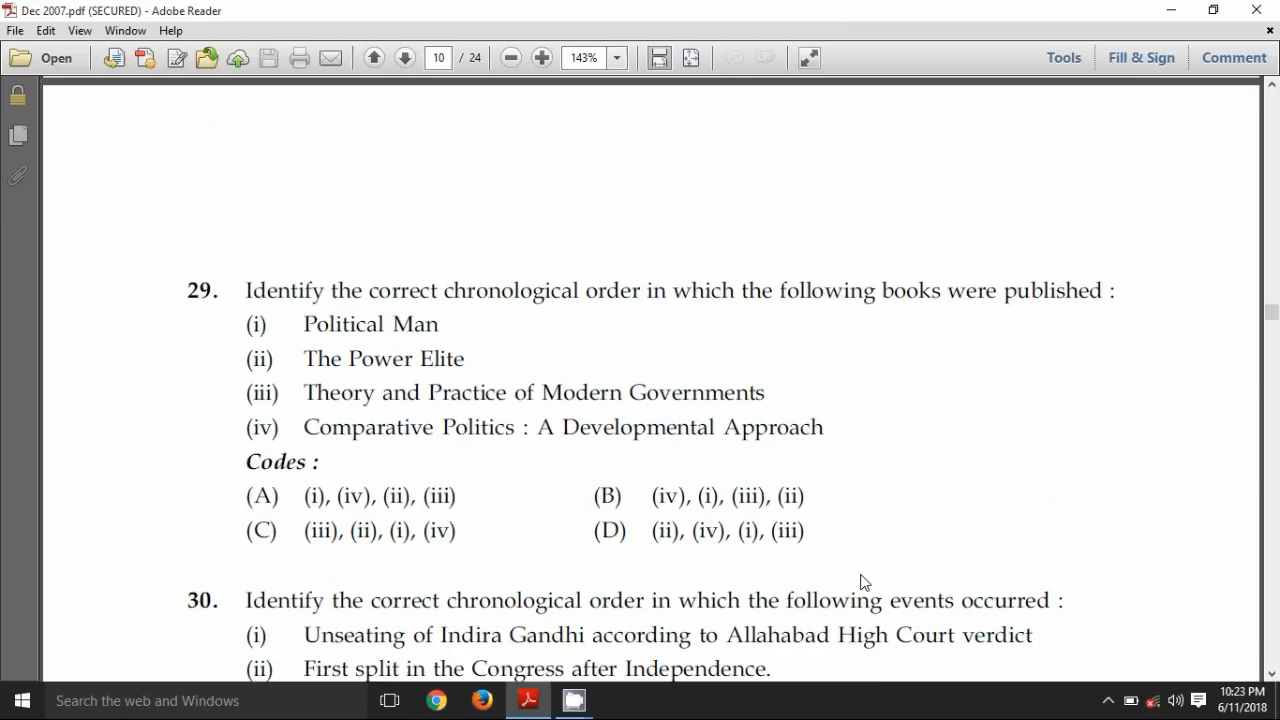 Dec 2007.pdf (SECURED) - Adobe Reader
File Edit View Window Help
Open 10 / 24 143% Tools Fill & Sign Comment
29. Identify the correct chronological order in which the following books were published :
(i) Political Man
(ii) The Power Elite
(iii) Theory and Practice of Modern Governments
(iv) Comparative Politics : A Developmental Approach
Codes :
(A) (i), (iv), (ii), (iii) (B) (iv), (i), (iii), (ii)
(C) (iii), (ii), (i), (iv) (D) (ii), (iv), (i), (iii)
30. Identify the correct chronological order in which the following events occurred :
(i) Unseating of Indira Gandhi according to Allahabad High Court verdict
(ii) First split in the Congress after Independence.
Search the web and Windows
10:23 PM
6/11/2018